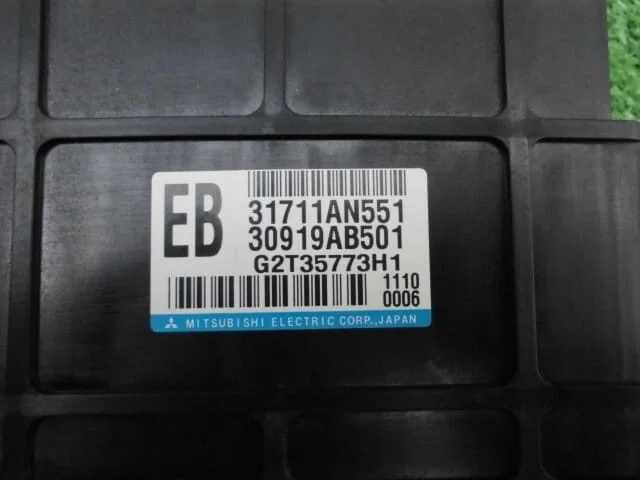 EB
31711AN551
30919AB501
G2T35773H1
1110
0006
MITSUBISHI ELECTRIC CORP.,JAPAN